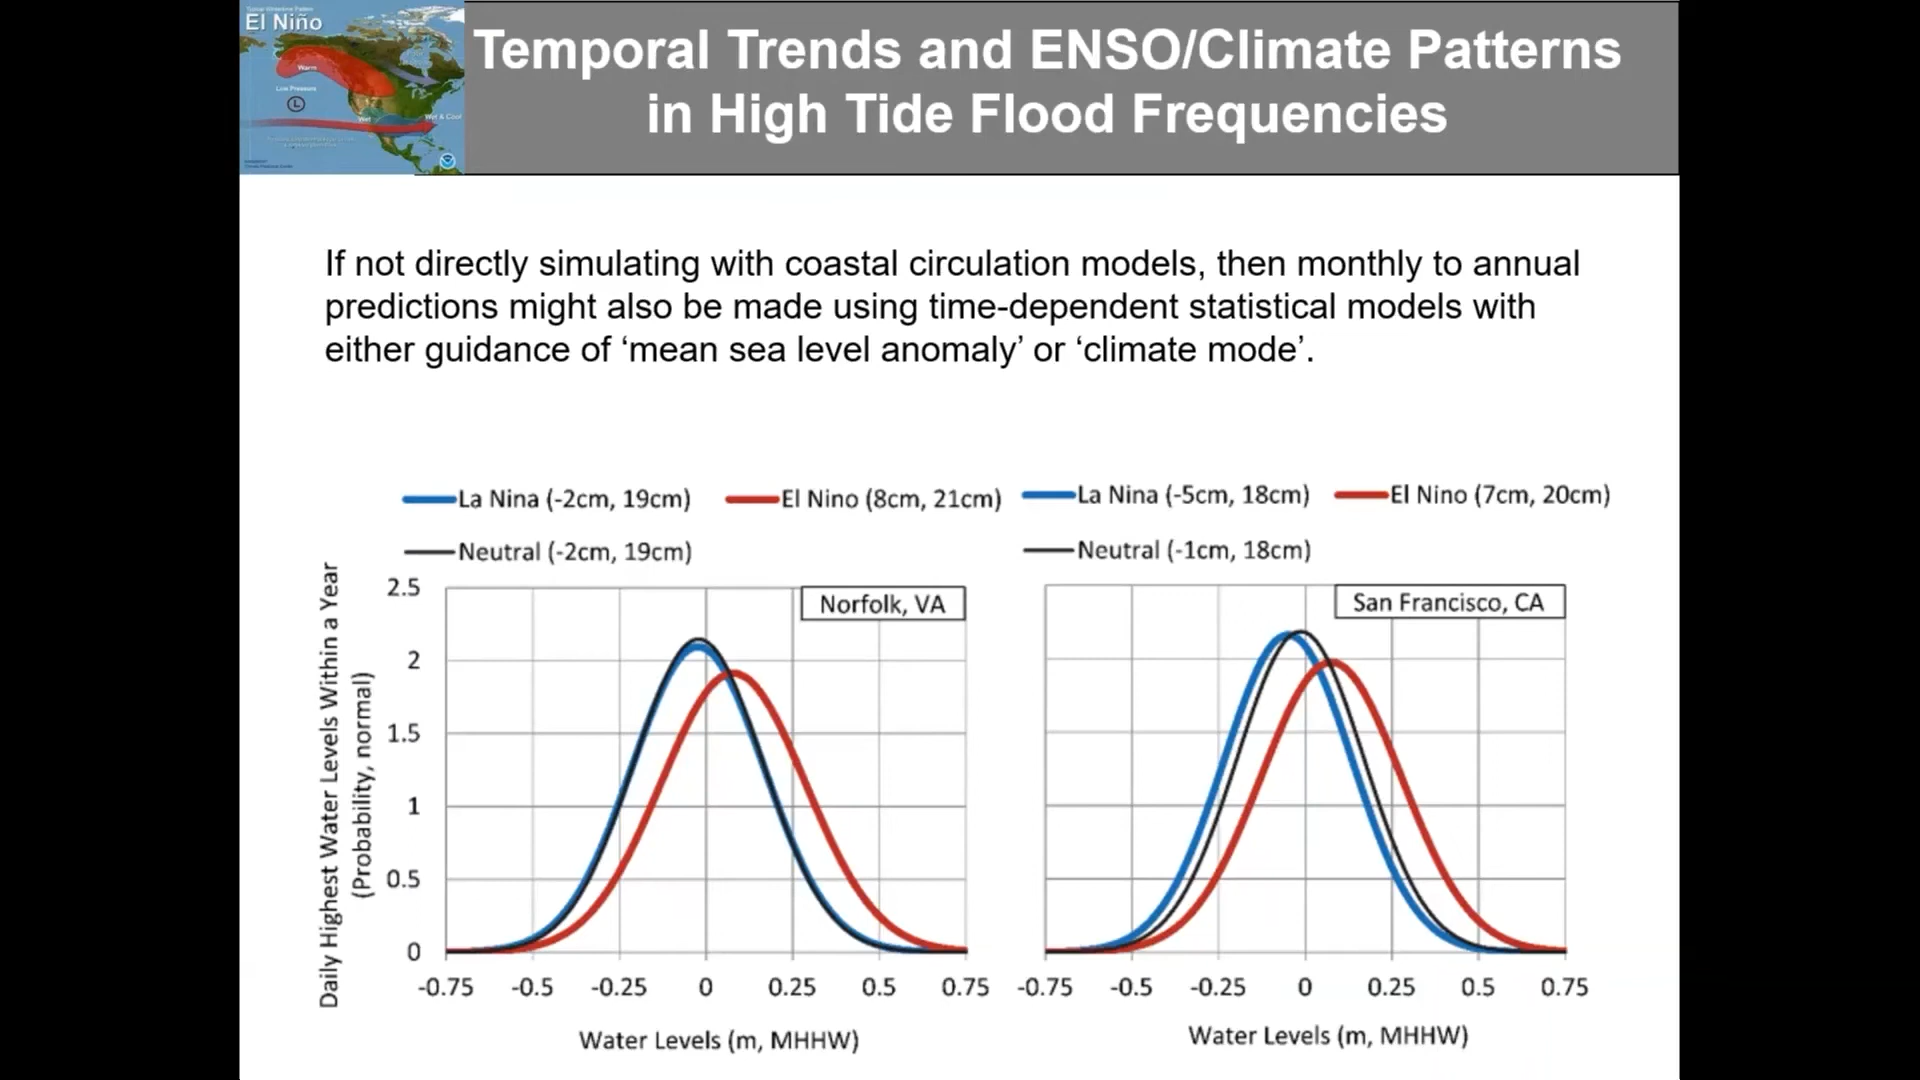 El Niño
Temporal Trends and ENSO/Climate Patterns
in High Tide Flood Frequencies
Warm
Low Pressure
L
Wet
Wet & Cool
If not directly simulating with coastal circulation models, then monthly to annual
predictions might also be made using time-dependent statistical models with
either guidance of ‘mean sea level anomaly’ or ‘climate mode’.
La Nina (-2cm, 19cm) El Nino (8cm, 21cm)
Neutral (-2cm, 19cm)
Daily Highest Water Levels Within a Year
(Probability, normal)
2.5
2
1.5
1
0.5
0
Norfolk, VA
-0.75 -0.5 -0.25 0 0.25 0.5 0.75
Water Levels (m, MHHW)
La Nina (-5cm, 18cm) El Nino (7cm, 20cm)
Neutral (-1cm, 18cm)
San Francisco, CA
-0.75 -0.5 -0.25 0 0.25 0.5 0.75
Water Levels (m, MHHW)